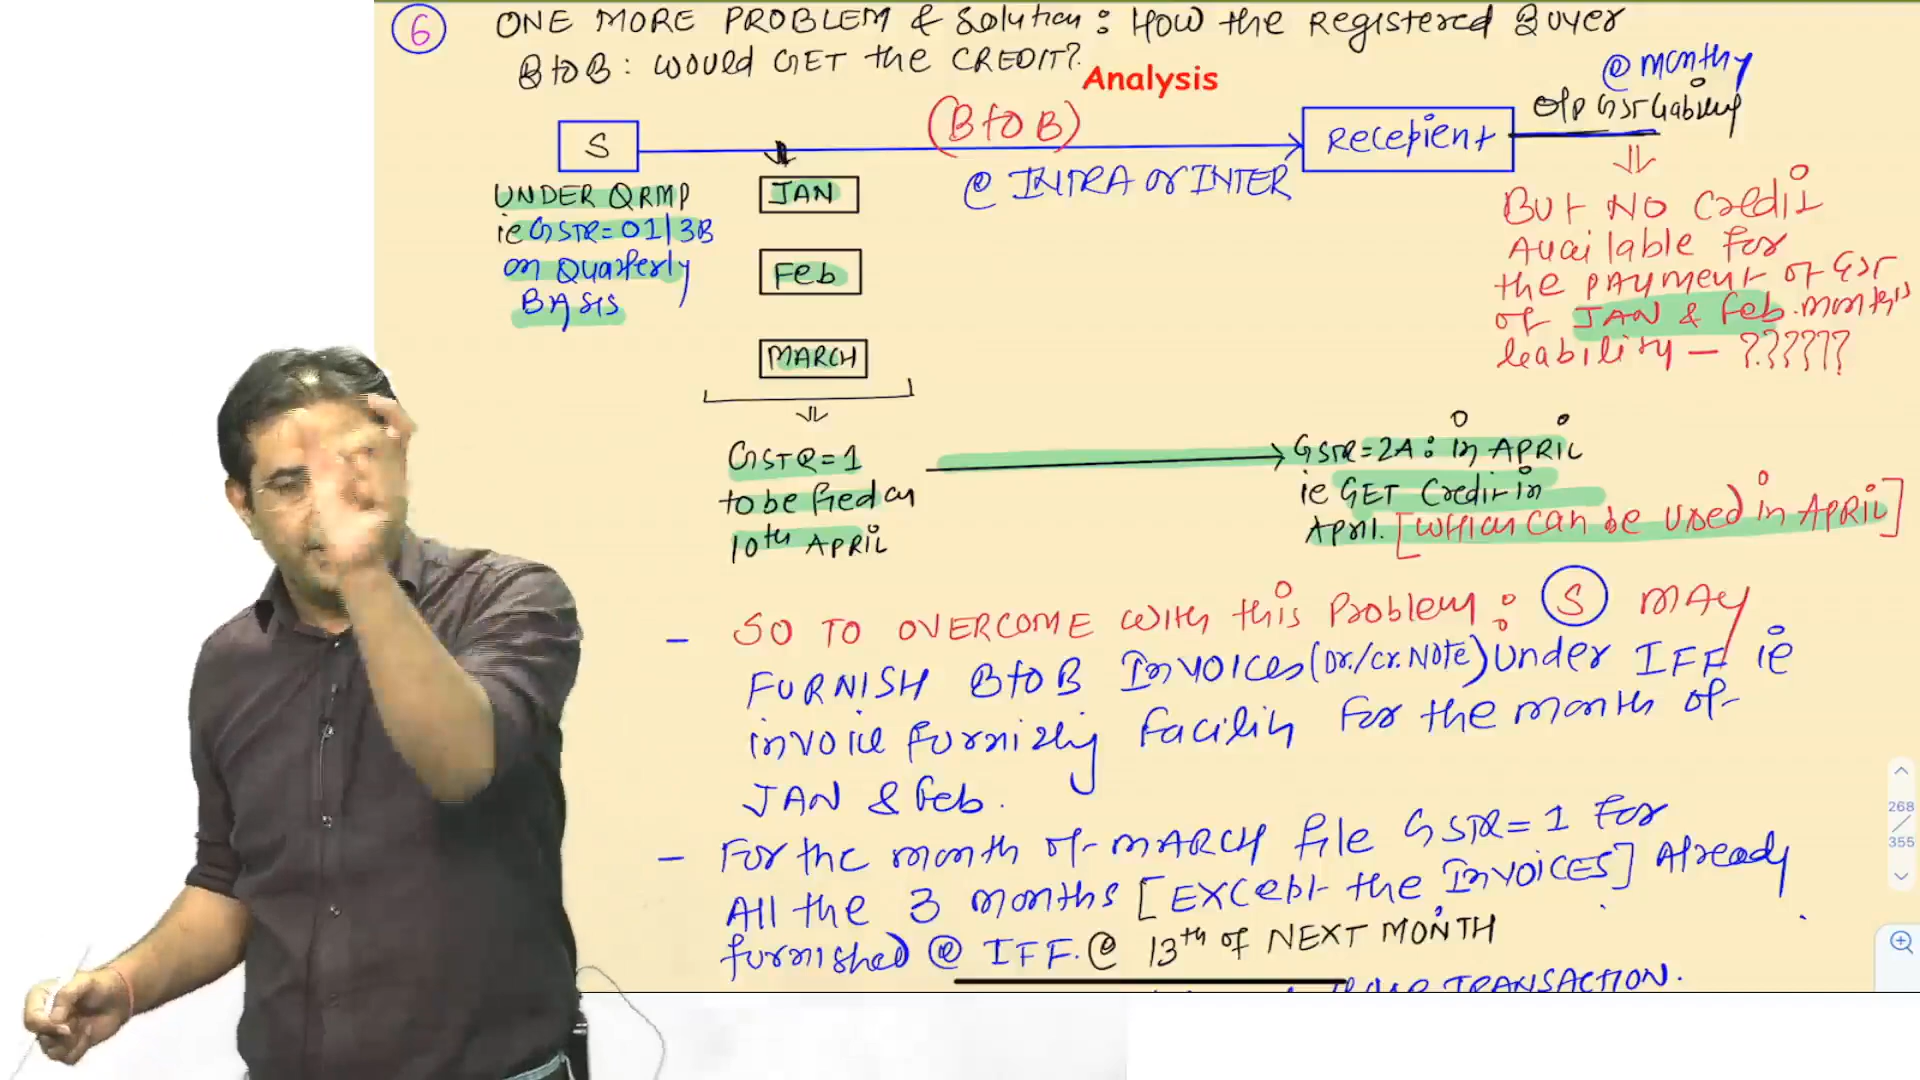 6 ONE MORE PROBLEM & Solution: HOW the Registered Buyer
BtoB: WOULD GET the CREDIT?
Analysis
@ monthly
O/P GST liability
S
(BtoB)
Recepient
@ INTRA or INTER
UNDER QRMP
ie GSTR=01/3B
on Quarterly
BASIS
JAN
Feb
MARCH
But NO Credit
Available for
the PAyment of GST
of JAN & Feb. months
leability - ??????
GSTR=1
to be filed on
10th APRIL
GSTR=2A: in APRIL
ie GET Credit in
April. [which can be used in APRIL]
- SO TO OVERCOME with this Problem: S MAY
FURNISH BtoB Invoices (Dr./Cr. Note) under IFF ie
invoice furnishing facility for the month of
JAN & Feb.
- For the month of MARCH file GSTR=1 for
All the 3 months [EXCEPt the INVOICES] Already
furnished @ IFF. @ 13th of NEXT MONTH
TRANSACTION.
268
/
355